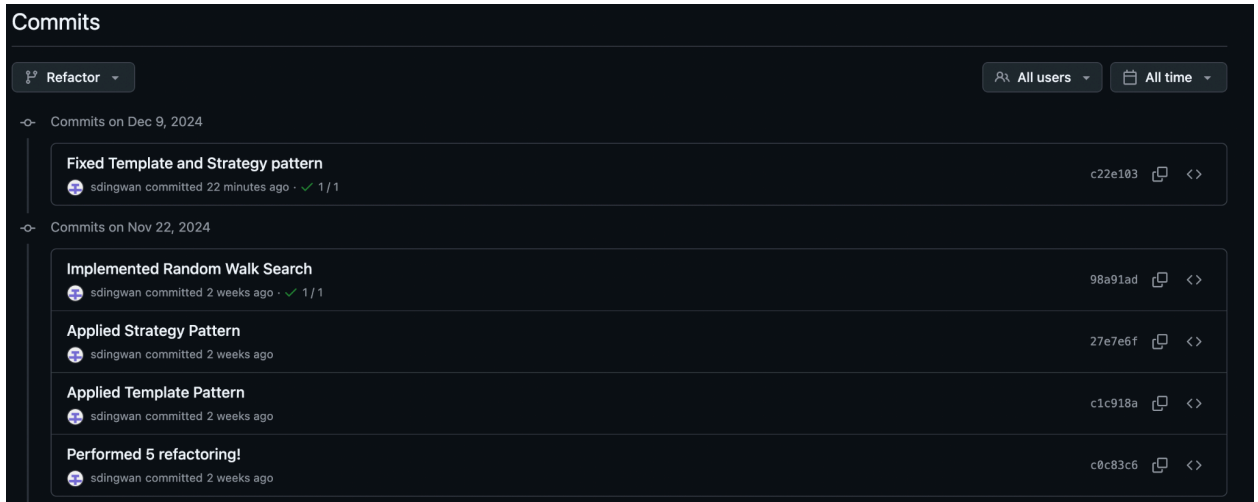 Commits
Refactor
All users
All time
Commits on Dec 9, 2024
Fixed Template and Strategy pattern
sdingwan committed 22 minutes ago · ✓ 1 / 1
c22e103
Commits on Nov 22, 2024
Implemented Random Walk Search
sdingwan committed 2 weeks ago · ✓ 1 / 1
98a91ad
Applied Strategy Pattern
sdingwan committed 2 weeks ago
27e7e6f
Applied Template Pattern
sdingwan committed 2 weeks ago
c1c918a
Performed 5 refactoring!
sdingwan committed 2 weeks ago
c0c83c6